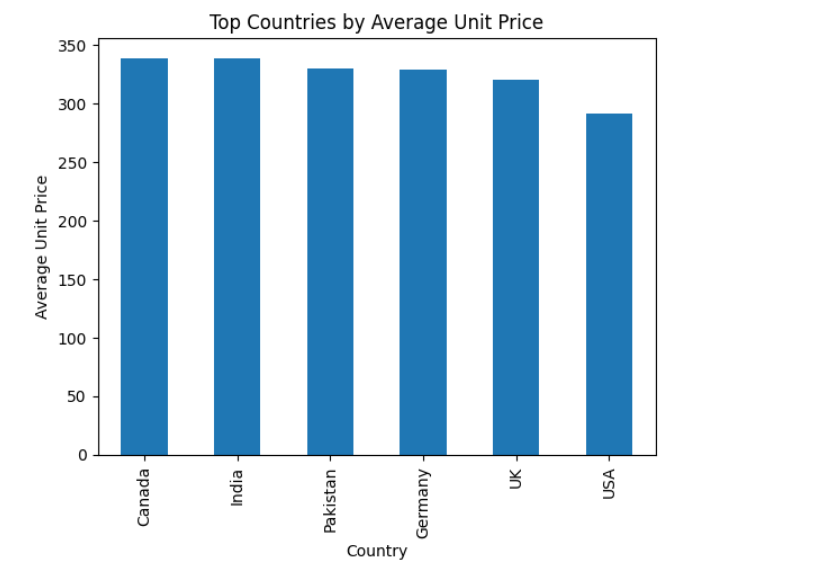 Top Countries by Average Unit Price
350
300
250
200
150
100
50
0
Average Unit Price
Canada
India
Pakistan
Germany
UK
USA
Country